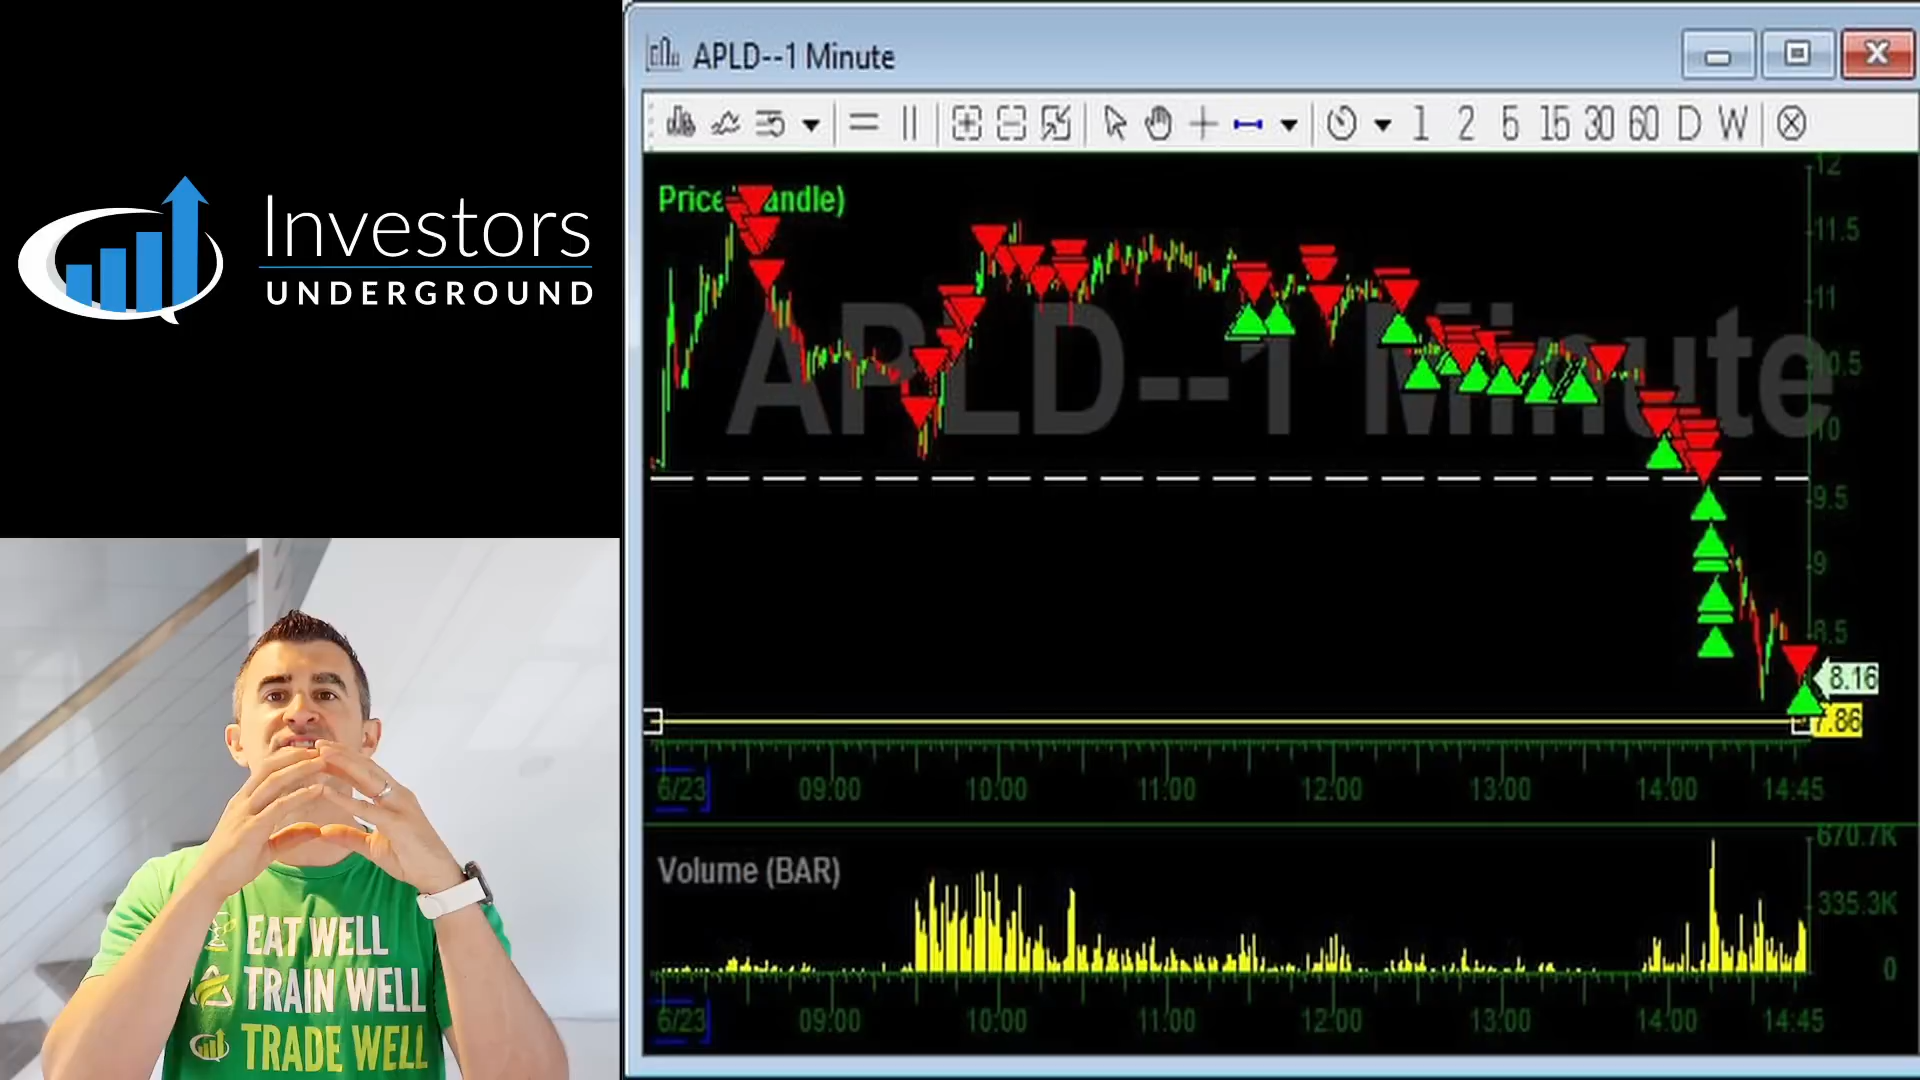 Investors
UNDERGROUND
EAT WELL
TRAIN WELL
TRADE WELL
APLD--1 Minute
1 2 5 15 30 60 D W
Price andle)
APLD--1 Minute
12
11.5
11
10.5
10
9.5
9
8.5
8.16
7.86
6/23 09:00 10:00 11:00 12:00 13:00 14:00 14:45
Volume (BAR)
670.7K
335.3K
0
6/23 09:00 10:00 11:00 12:00 13:00 14:00 14:45